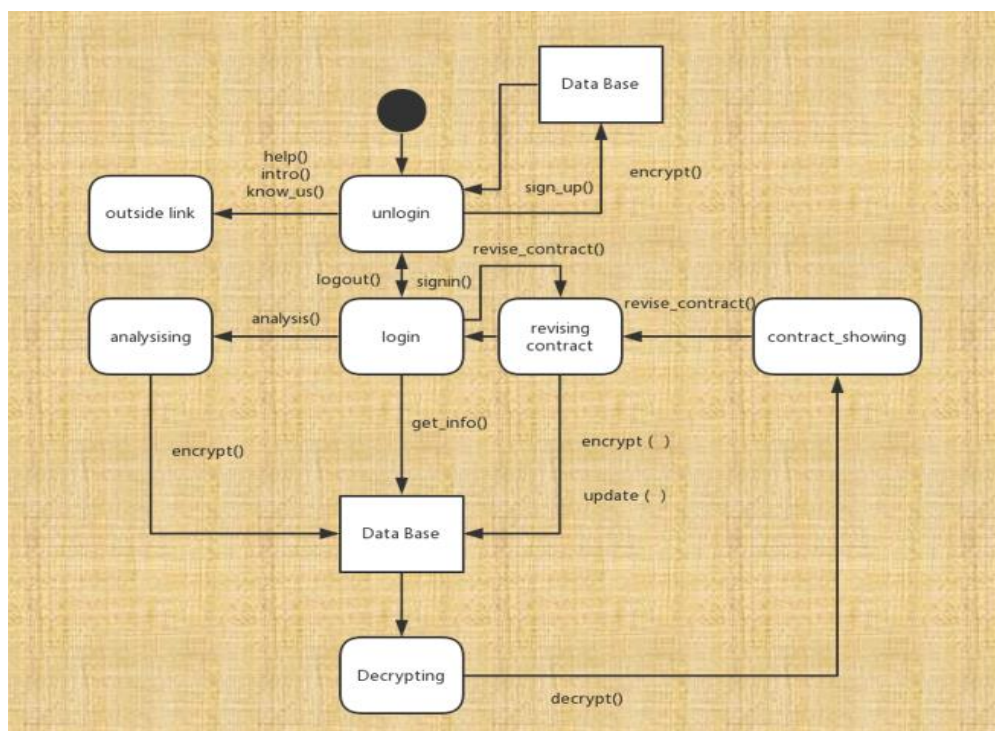 Data Base
help()
intro()
know_us()
sign_up()
encrypt()
outside link
unlogin
revise_contract()
logout()
signin()
revise_contract()
analysis()
analysising
login
revising
contract
contract_showing
get_info()
encrypt ( )
encrypt()
update ( )
Data Base
Decrypting
decrypt()